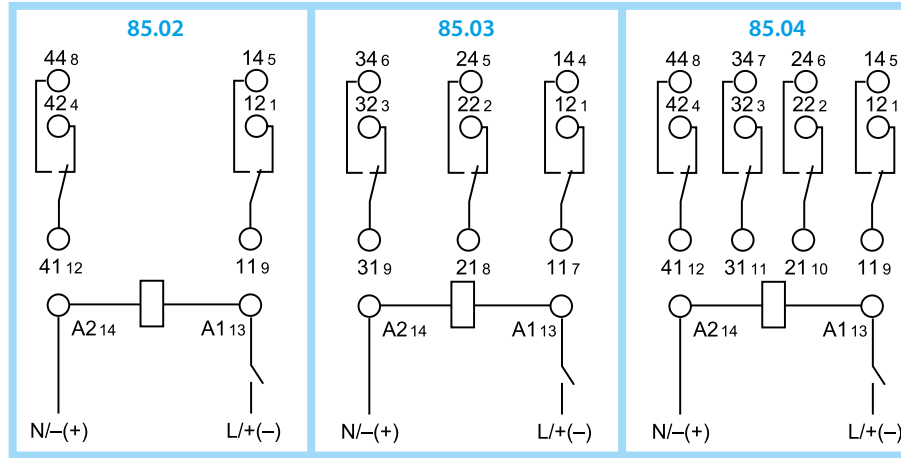 85.02
44 8 14 5
42 4 12 1
41 12 11 9
A2 14 A1 13
N/–(+) L/+(–)
85.03
34 6 24 5 14 4
32 3 22 2 12 1
31 9 21 8 11 7
A2 14 A1 13
N/–(+) L/+(–)
85.04
44 8 34 7 24 6 14 5
42 4 32 3 22 2 12 1
41 12 31 11 21 10 11 9
A2 14 A1 13
N/–(+) L/+(–)